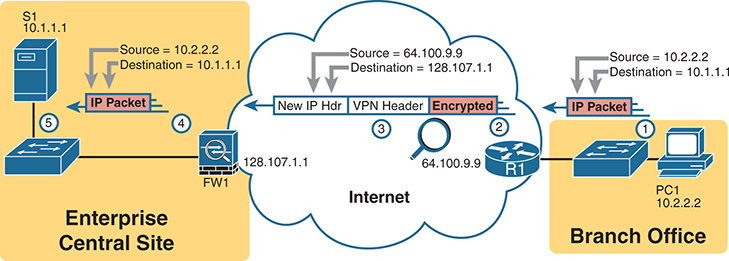 S1
10.1.1.1
Source = 10.2.2.2
Destination = 10.1.1.1
IP Packet
5
4
FW1
128.107.1.1
Enterprise
Central Site
Source = 64.100.9.9
Destination = 128.107.1.1
New IP Hdr
VPN Header
Encrypted
3
2
64.100.9.9
R1
Internet
Source = 10.2.2.2
Destination = 10.1.1.1
IP Packet
1
PC1
10.2.2.2
Branch Office